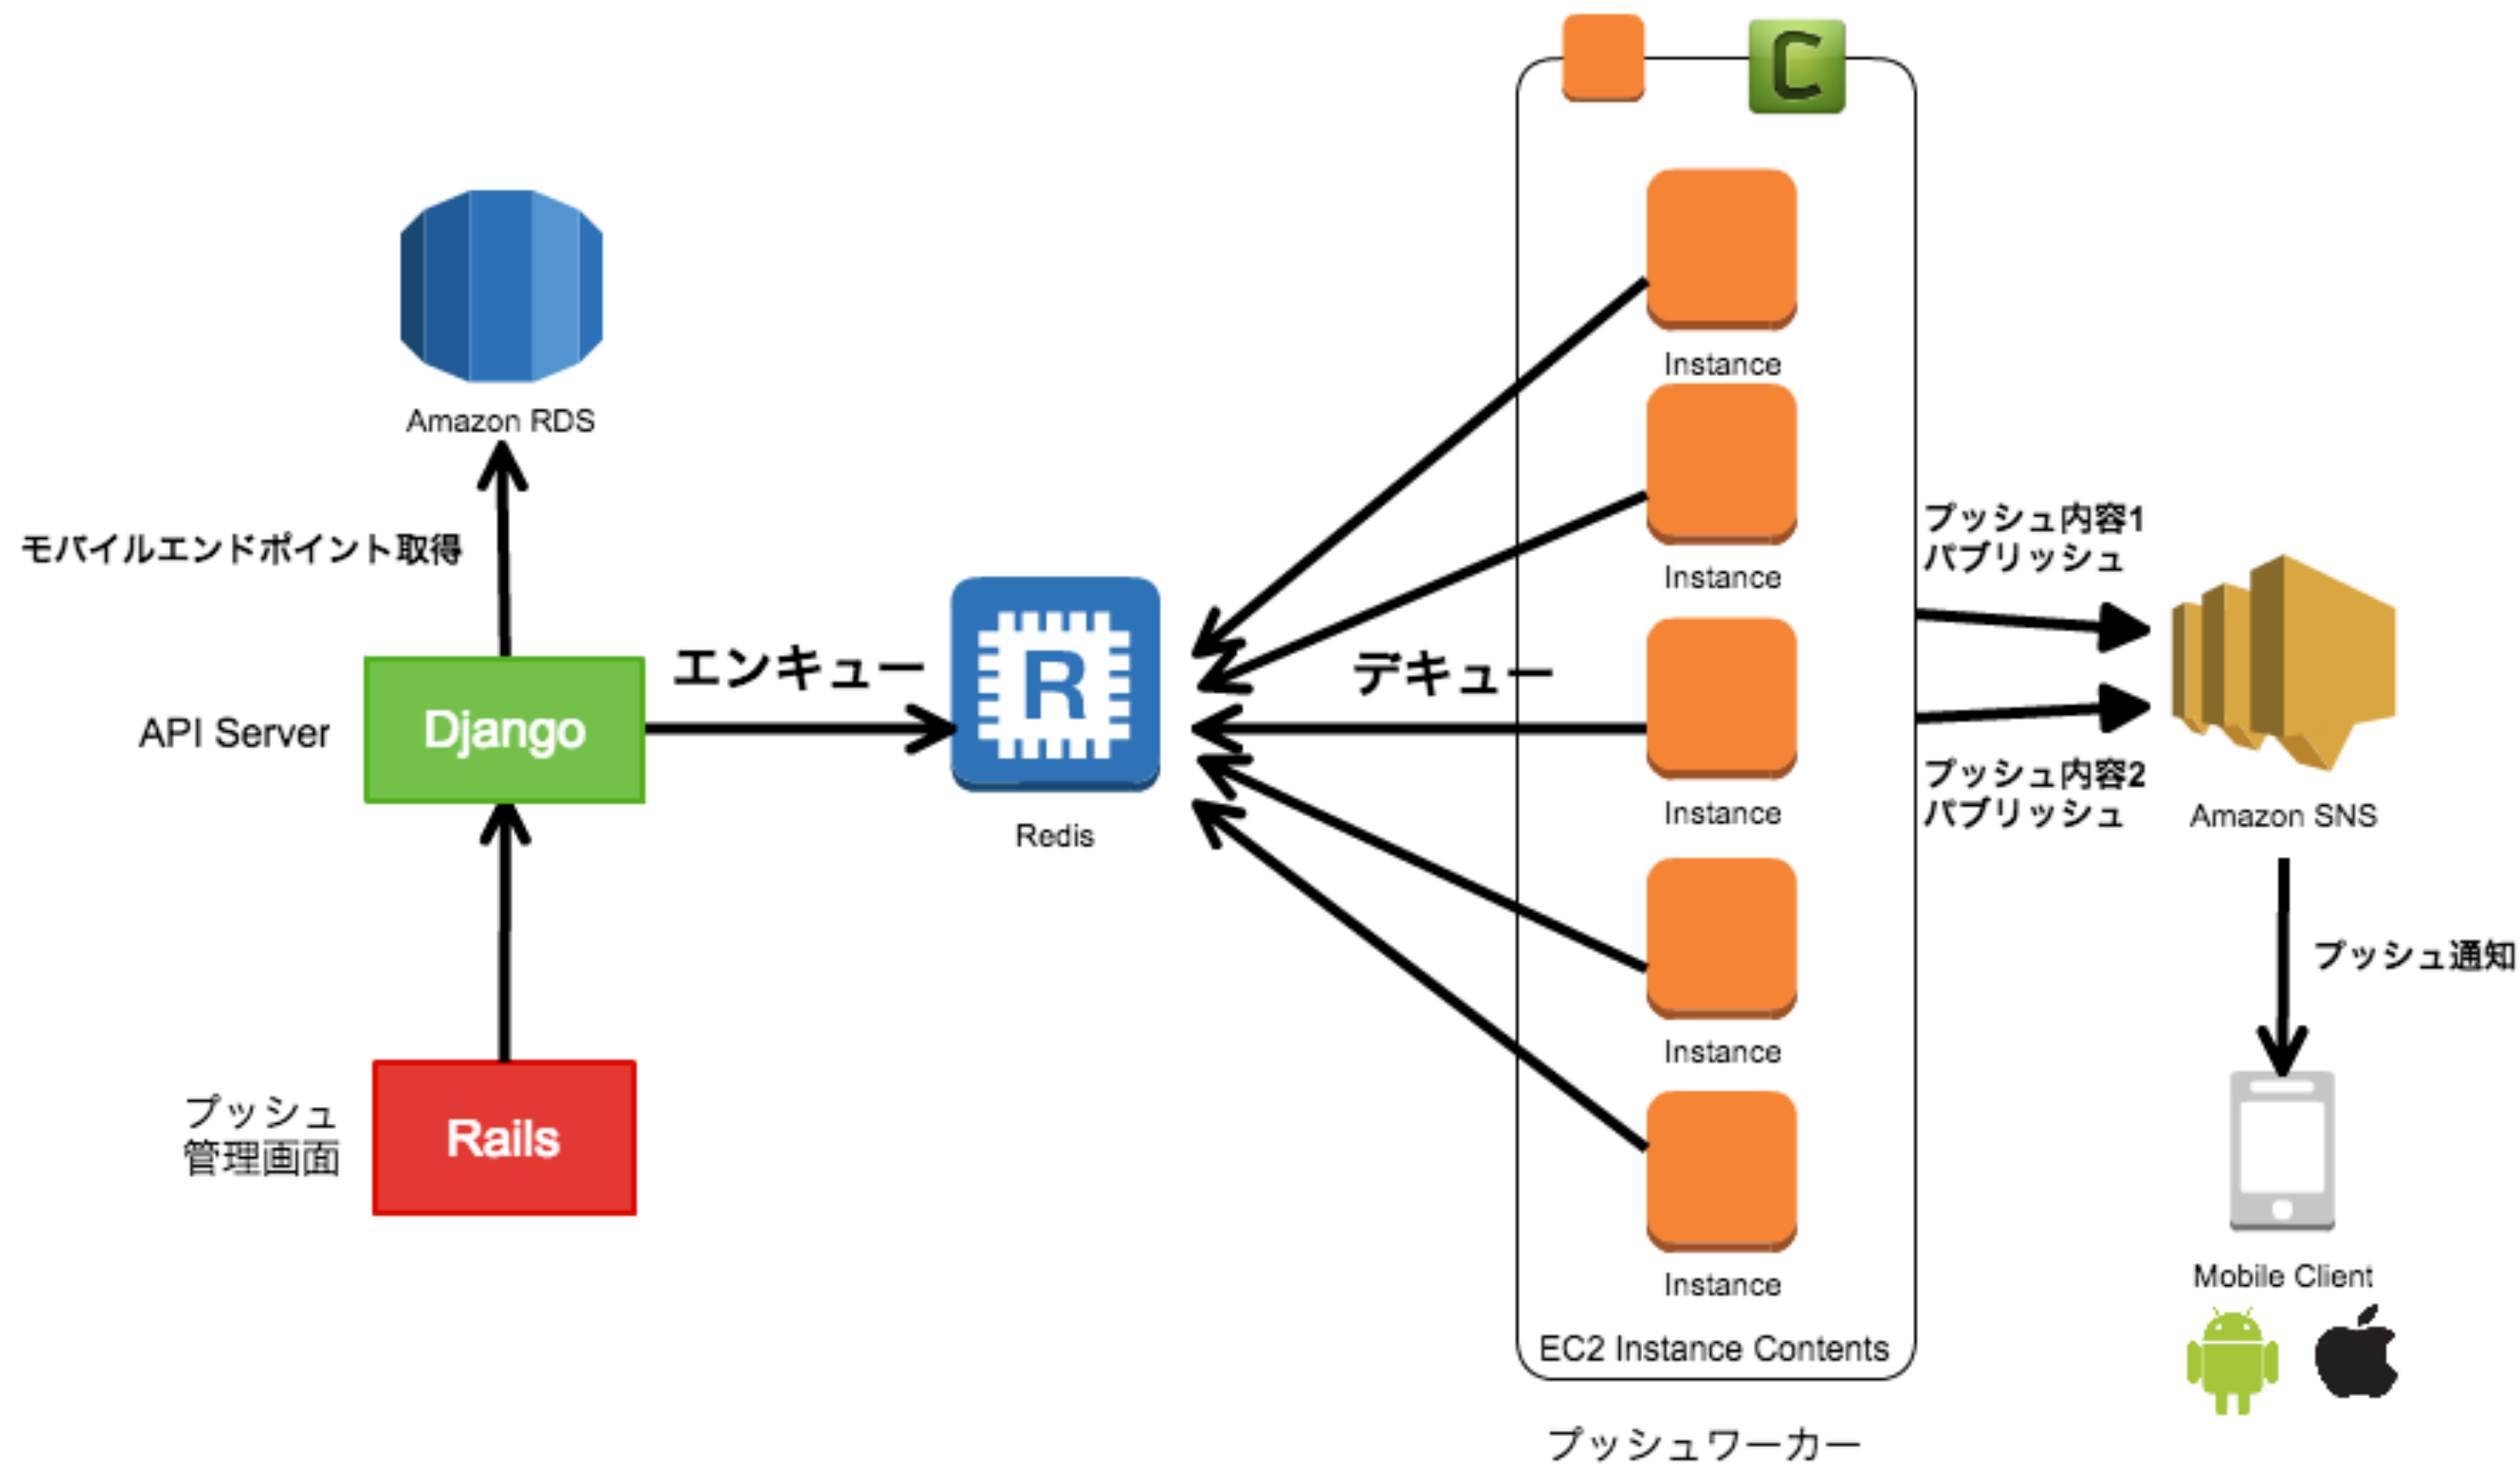 Amazon RDS
モバイルエンドポイント取得
API Server
Django
エンキュー
プッシュ
管理画面
Rails
R
Redis
デキュー
C
Instance
Instance
Instance
Instance
Instance
EC2 Instance Contents
プッシュワーカー
プッシュ内容1
パブリッシュ
プッシュ内容2
パブリッシュ
Amazon SNS
プッシュ通知
Mobile Client